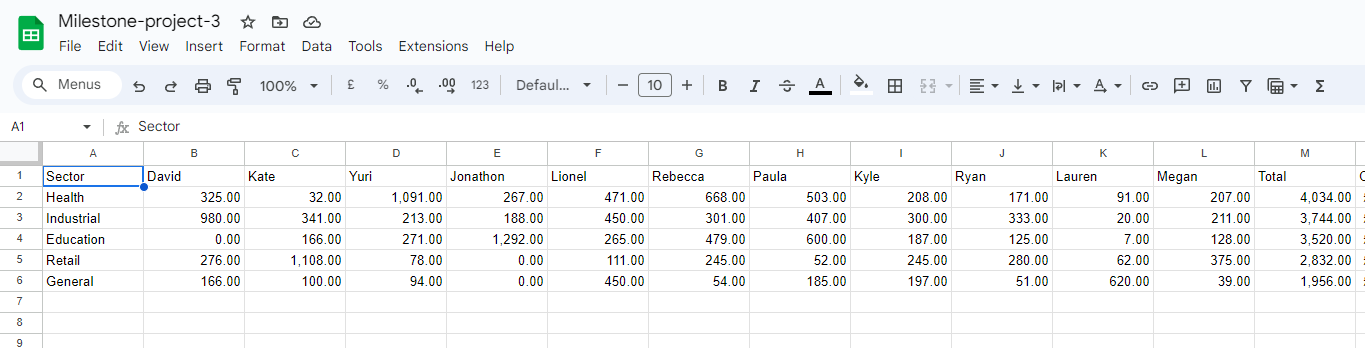 Milestone-project-3
File Edit View Insert Format Data Tools Extensions Help
Menus 100% £ % .0 .00 123 Defaul... − 10 + B I S A Σ
A1 fx Sector
A B C D E F G H I J K L M
1 Sector David Kate Yuri Jonathon Lionel Rebecca Paula Kyle Ryan Lauren Megan Total
2 Health 325.00 32.00 1,091.00 267.00 471.00 668.00 503.00 208.00 171.00 91.00 207.00 4,034.00
3 Industrial 980.00 341.00 213.00 188.00 450.00 301.00 407.00 300.00 333.00 20.00 211.00 3,744.00
4 Education 0.00 166.00 271.00 1,292.00 265.00 479.00 600.00 187.00 125.00 7.00 128.00 3,520.00
5 Retail 276.00 1,108.00 78.00 0.00 111.00 245.00 52.00 245.00 280.00 62.00 375.00 2,832.00
6 General 166.00 100.00 94.00 0.00 450.00 54.00 185.00 197.00 51.00 620.00 39.00 1,956.00
7
8
9